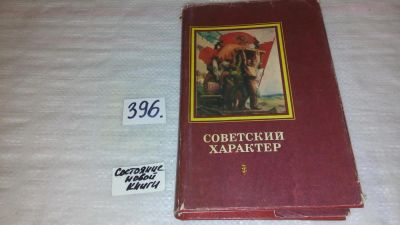 396.
Состояние
новой
книги
СОВЕТСКИЙ
ХАРАКТЕР